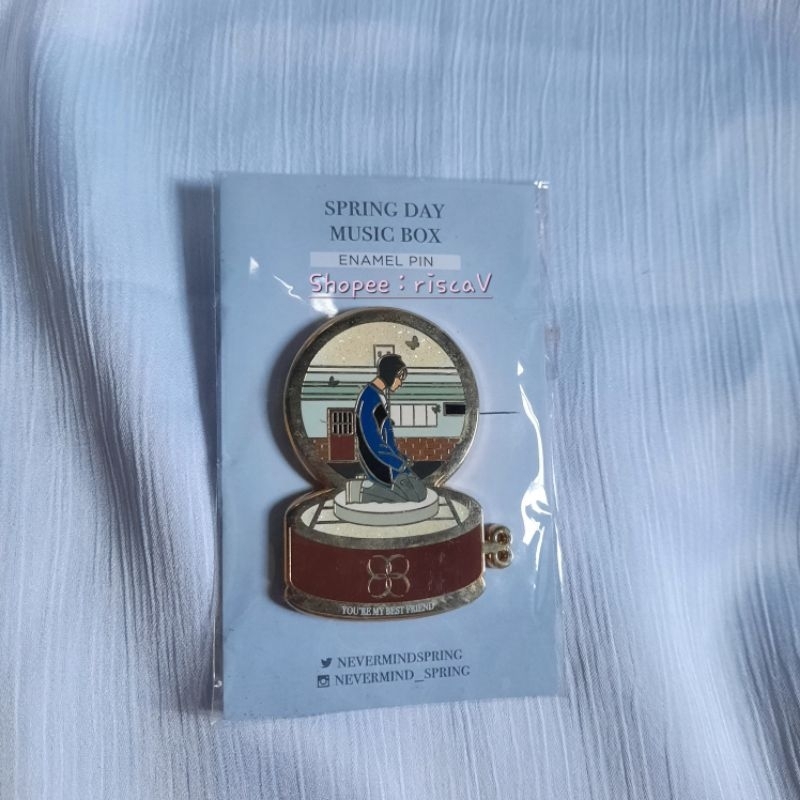 SPRING DAY
MUSIC BOX
ENAMEL PIN
Shopee : riscaV
YOU'RE MY BEST FRIEND
NEVERMINDSPRING
NEVERMIND_SPRING